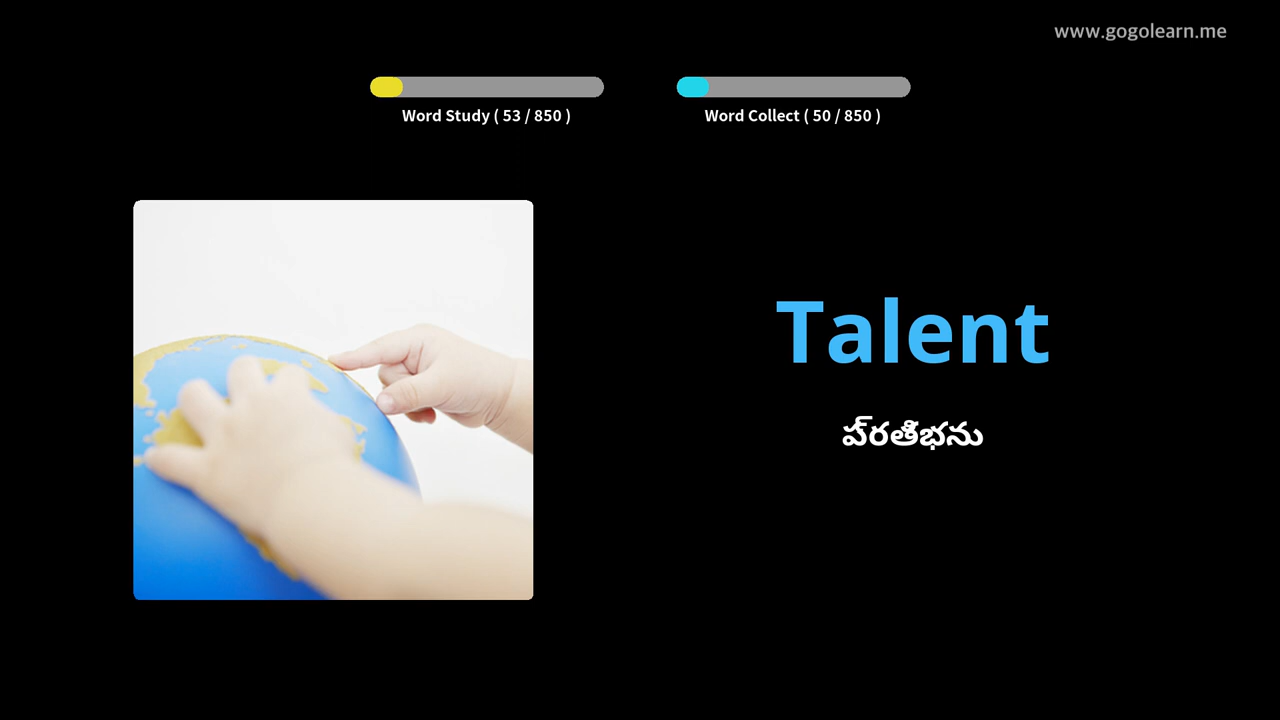 www.gogolearn.me
Word Study ( 53 / 850 )
Word Collect ( 50 / 850 )
Talent
ప్రతిభను